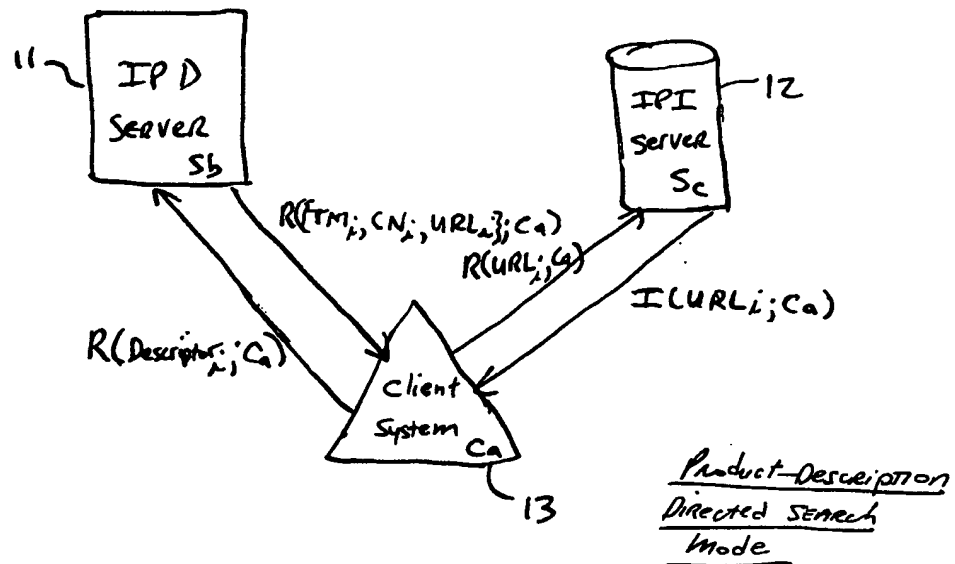 11
IPD
Server
Sb
12
IPI
Server
Sc
R({TMi, CNi, URLi}; Ca)
R(URLi; Ca)
I(URLi; Ca)
R(Descriptori; Ca)
Client
System
Ca
13
Product-Description
Directed Search
Mode